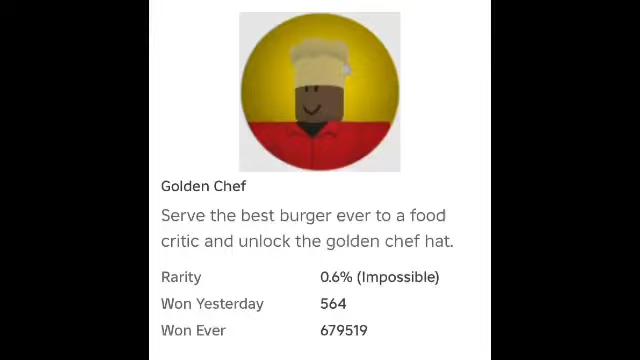 Golden Chef
Serve the best burger ever to a food
critic and unlock the golden chef hat.
Rarity 0.6% (Impossible)
Won Yesterday 564
Won Ever 679519